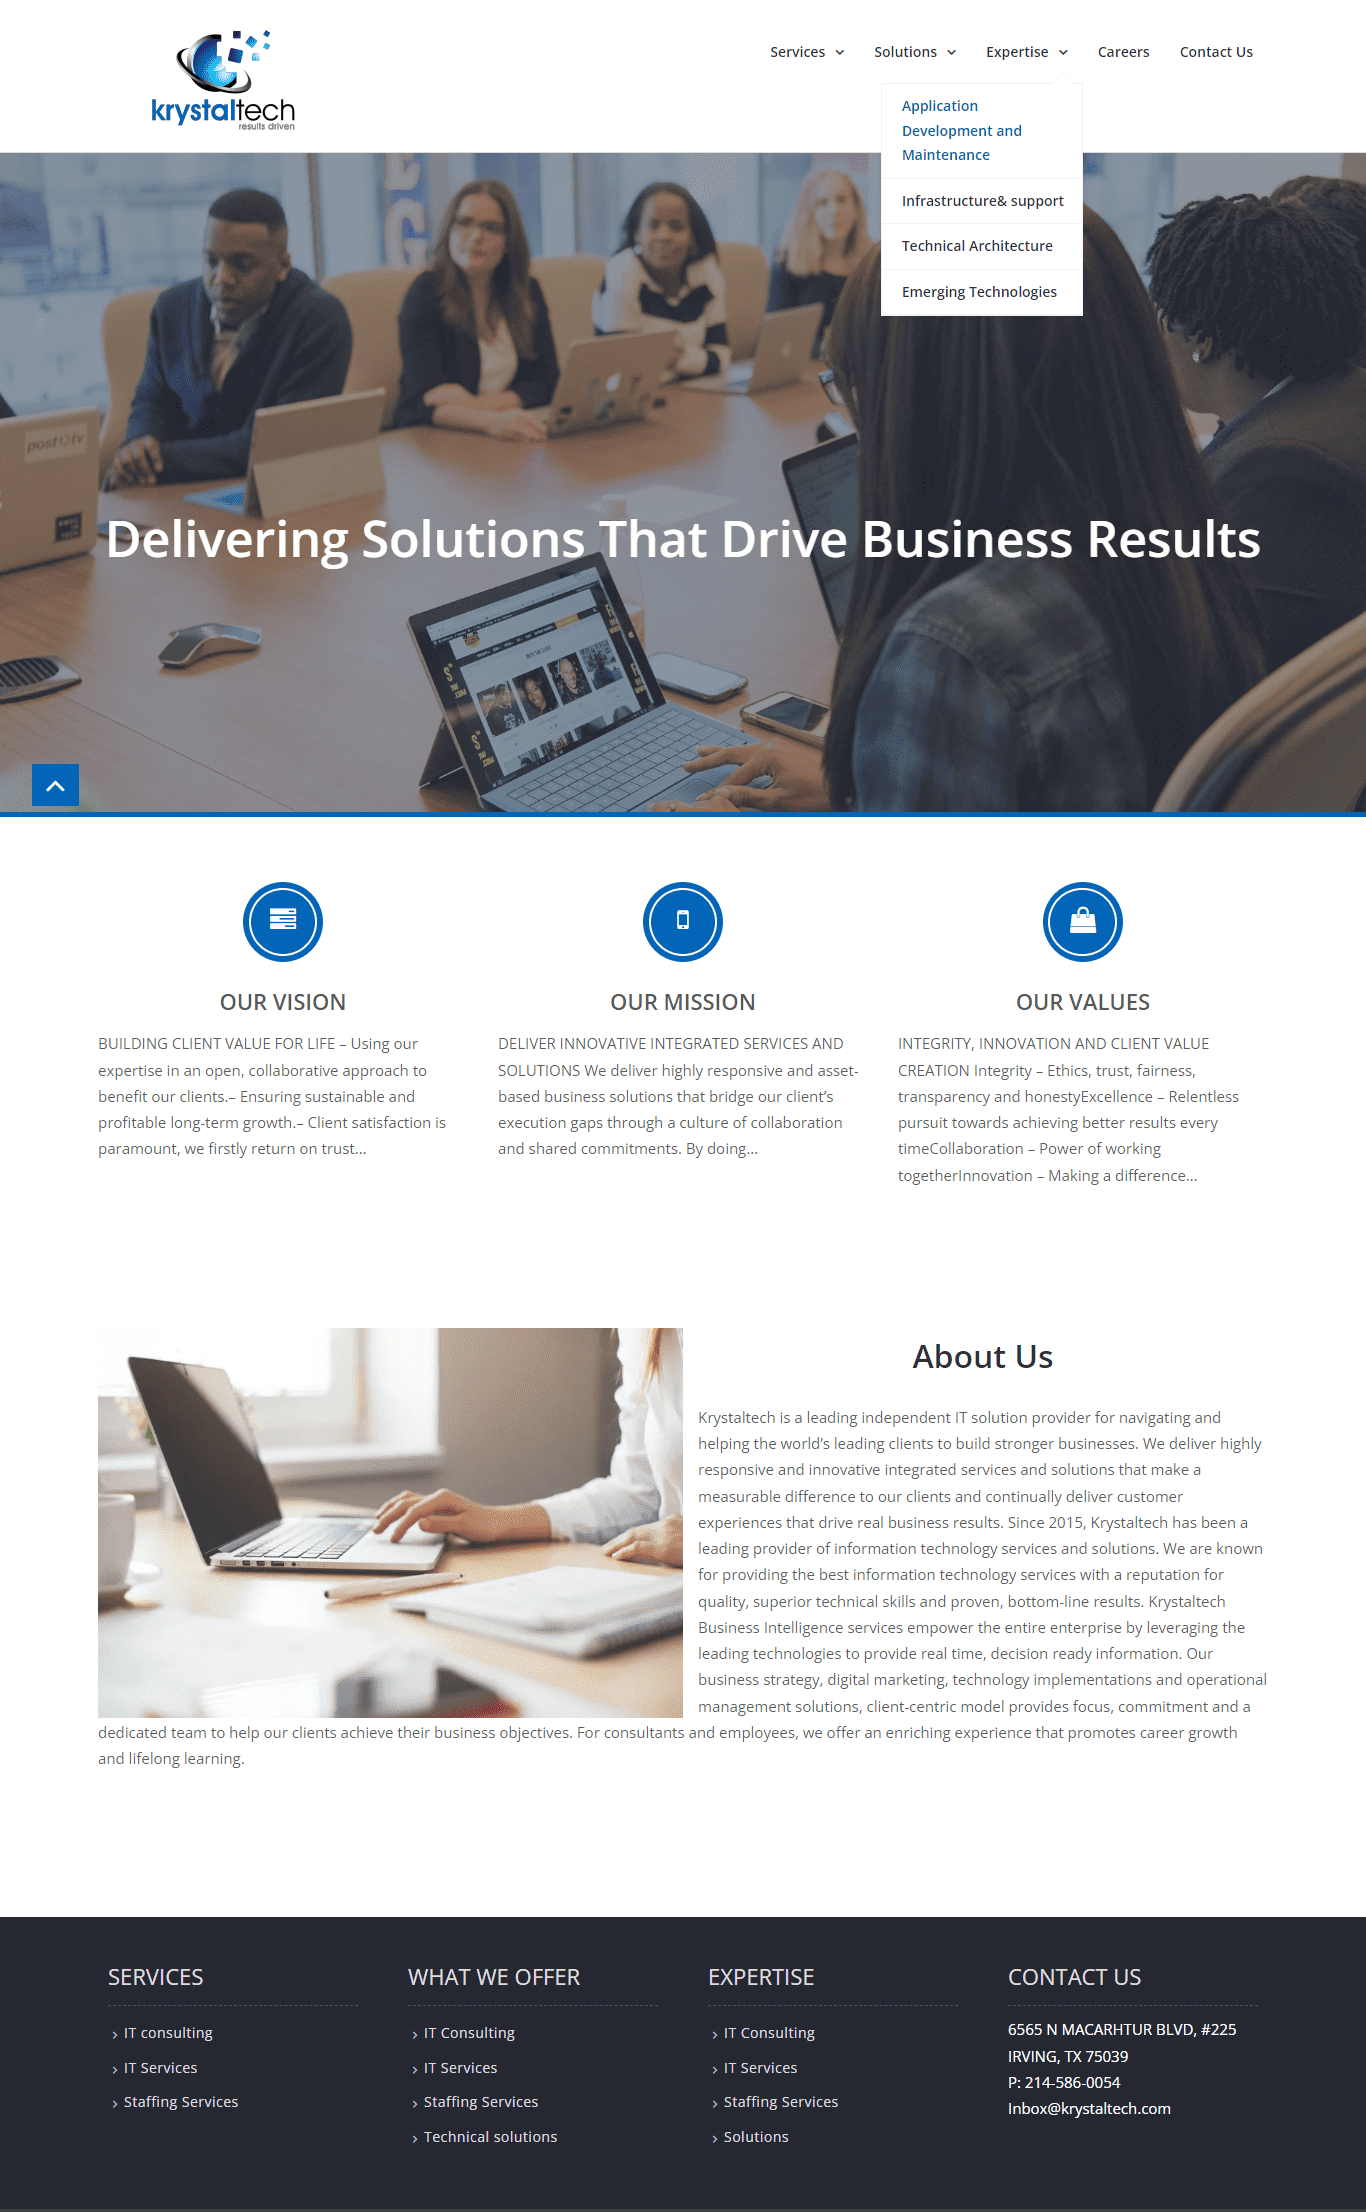 krystaltech
results driven
Services
Solutions
Expertise
Careers
Contact Us
Application
Development and
Maintenance
Infrastructure& support
Technical Architecture
Emerging Technologies
Delivering Solutions That Drive Business Results
OUR VISION
BUILDING CLIENT VALUE FOR LIFE – Using our
expertise in an open, collaborative approach to
benefit our clients.– Ensuring sustainable and
profitable long-term growth.– Client satisfaction is
paramount, we firstly return on trust...
OUR MISSION
DELIVER INNOVATIVE INTEGRATED SERVICES AND
SOLUTIONS We deliver highly responsive and asset-
based business solutions that bridge our client’s
execution gaps through a culture of collaboration
and shared commitments. By doing...
OUR VALUES
INTEGRITY, INNOVATION AND CLIENT VALUE
CREATION Integrity – Ethics, trust, fairness,
transparency and honestyExcellence – Relentless
pursuit towards achieving better results every
timeCollaboration – Power of working
togetherInnovation – Making a difference...
About Us
Krystaltech is a leading independent IT solution provider for navigating and
helping the world’s leading clients to build stronger businesses. We deliver highly
responsive and innovative integrated services and solutions that make a
measurable difference to our clients and continually deliver customer
experiences that drive real business results. Since 2015, Krystaltech has been a
leading provider of information technology services and solutions. We are known
for providing the best information technology services with a reputation for
quality, superior technical skills and proven, bottom-line results. Krystaltech
Business Intelligence services empower the entire enterprise by leveraging the
leading technologies to provide real time, decision ready information. Our
business strategy, digital marketing, technology implementations and operational
management solutions, client-centric model provides focus, commitment and a
dedicated team to help our clients achieve their business objectives. For consultants and employees, we offer an enriching experience that promotes career growth
and lifelong learning.
SERVICES
IT consulting
IT Services
Staffing Services
WHAT WE OFFER
IT Consulting
IT Services
Staffing Services
Technical solutions
EXPERTISE
IT Consulting
IT Services
Staffing Services
Solutions
CONTACT US
6565 N MACARHTUR BLVD, #225
IRVING, TX 75039
P: 214-586-0054
Inbox@krystaltech.com